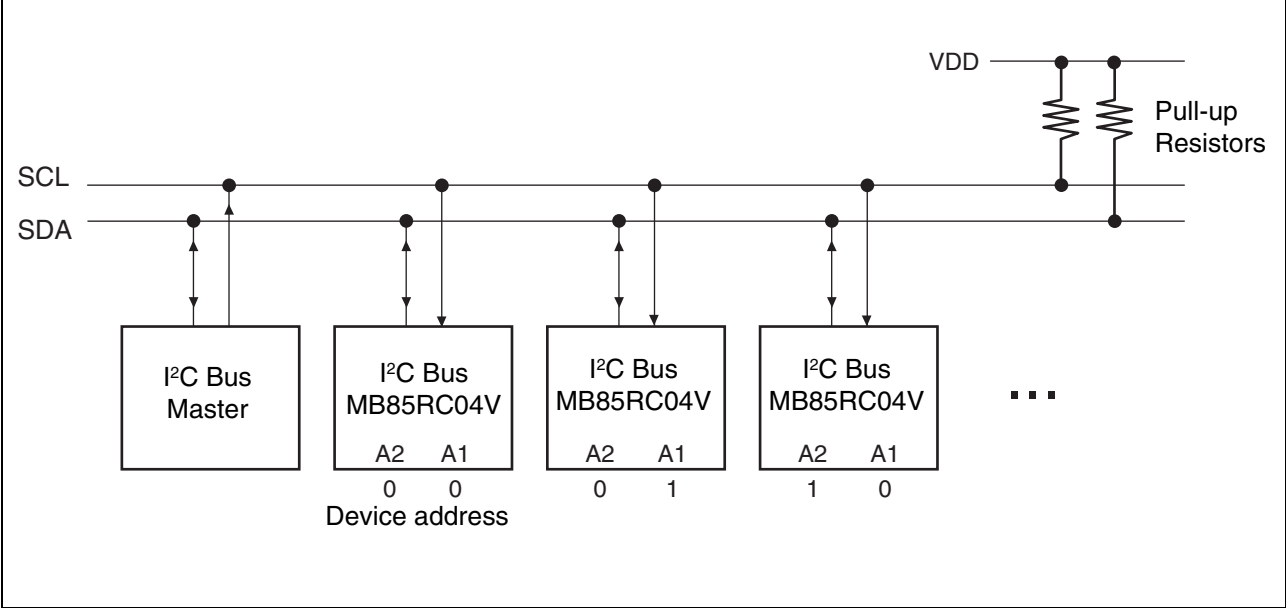 VDD
Pull-up
Resistors
SCL
SDA
I²C Bus
Master
I²C Bus
MB85RC04V
A2 A1
0 0
Device address
I²C Bus
MB85RC04V
A2 A1
0 1
I²C Bus
MB85RC04V
A2 A1
1 0
...